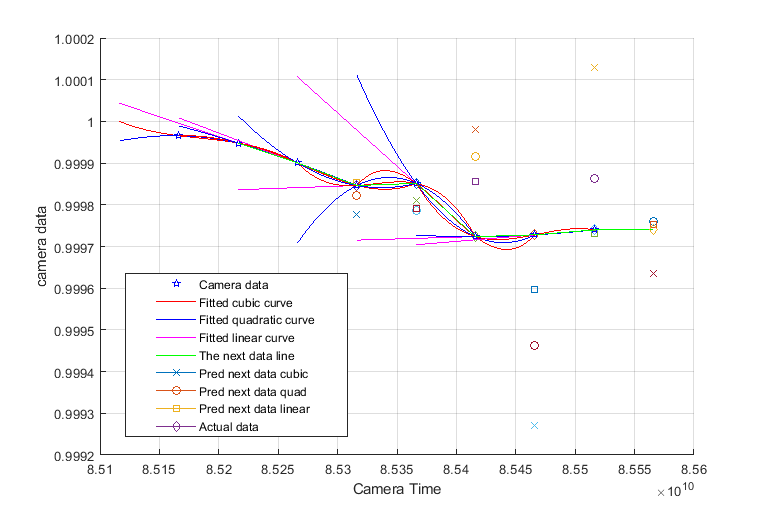 1.0002
1.0001
1
0.9999
0.9998
0.9997
0.9996
0.9995
0.9994
0.9993
0.9992
camera data
Camera data
Fitted cubic curve
Fitted quadratic curve
Fitted linear curve
The next data line
Pred next data cubic
Pred next data quad
Pred next data linear
Actual data
8.51 8.515 8.52 8.525 8.53 8.535 8.54 8.545 8.55 8.555 8.56
Camera Time
×10^10